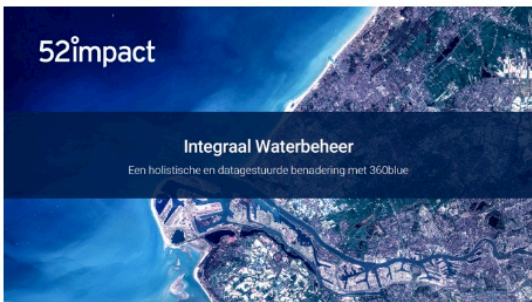 52impact
Integraal Waterbeheer
Een holistische en datagestuurde benadering met 360blue